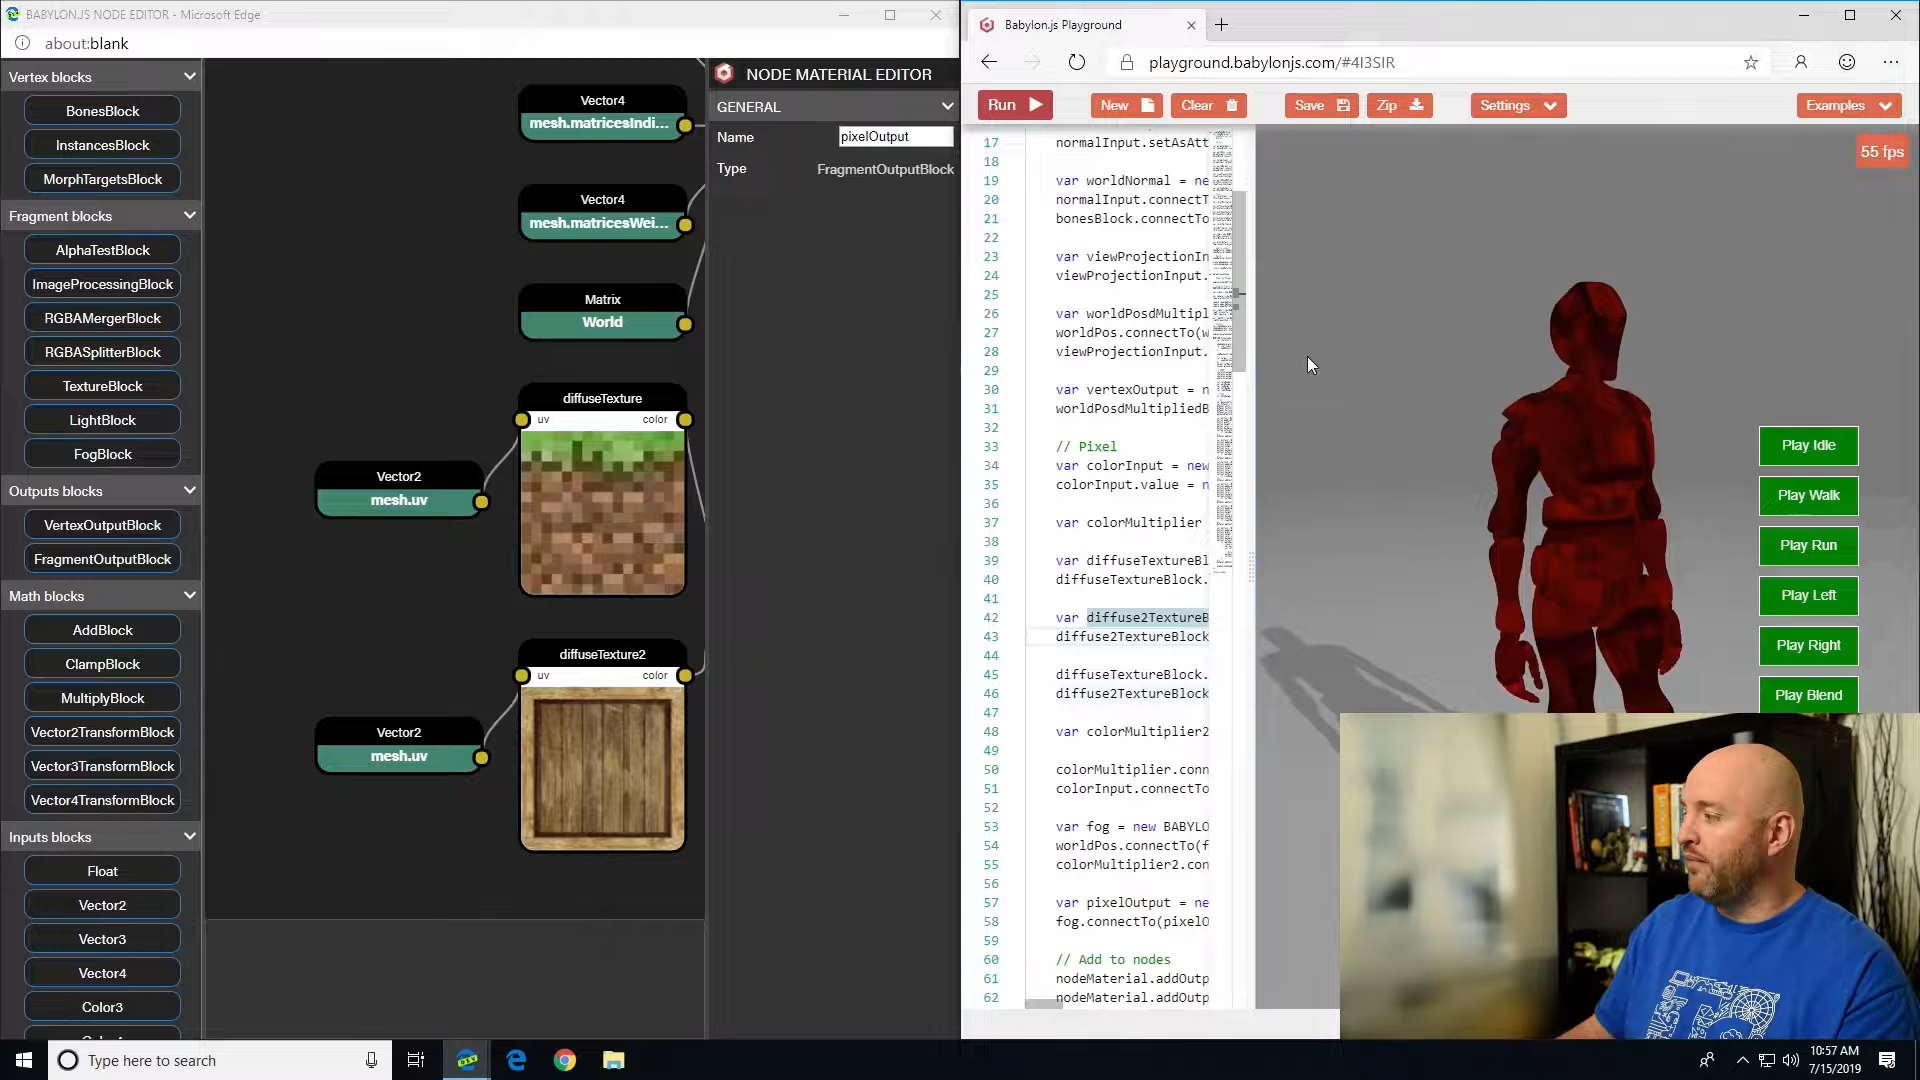 BABYLON.JS NODE EDITOR - Microsoft Edge
about:blank
Vertex blocks
BonesBlock
InstancesBlock
MorphTargetsBlock
Fragment blocks
AlphaTestBlock
ImageProcessingBlock
RGBAMergerBlock
RGBASplitterBlock
TextureBlock
LightBlock
FogBlock
Outputs blocks
VertexOutputBlock
FragmentOutputBlock
Math blocks
AddBlock
ClampBlock
MultiplyBlock
Vector2TransformBlock
Vector3TransformBlock
Vector4TransformBlock
Inputs blocks
Float
Vector2
Vector3
Vector4
Color3
Vector4
mesh.matricesIndi...
Vector4
mesh.matricesWei...
Matrix
World
diffuseTexture
uv color
Vector2
mesh.uv
diffuseTexture2
uv color
Vector2
mesh.uv
NODE MATERIAL EDITOR
GENERAL
Name pixelOutput
Type FragmentOutputBlock
Babylon.js Playground
playground.babylonjs.com/#4I3SIR
Run New Clear Save Zip Settings Examples
55 fps
17 normalInput.setAsAtt
18
19 var worldNormal = ne
20 normalInput.connectT
21 bonesBlock.connectTo
22
23 var viewProjectionIn
24 viewProjectionInput.
25
26 var worldPosdMultipl
27 worldPos.connectTo(w
28 viewProjectionInput.
29
30 var vertexOutput = n
31 worldPosdMultipliedB
32
33 // Pixel
34 var colorInput = new
35 colorInput.value = n
36
37 var colorMultiplier
38
39 var diffuseTextureBl
40 diffuseTextureBlock.
41
42 var diffuse2TextureB
43 diffuse2TextureBlock
44
45 diffuseTextureBlock.
46 diffuse2TextureBlock
47
48 var colorMultiplier2
49
50 colorMultiplier.conn
51 colorInput.connectTo
52
53 var fog = new BABYLO
54 worldPos.connectTo(f
55 colorMultiplier2.con
56
57 var pixelOutput = ne
58 fog.connectTo(pixelO
59
60 // Add to nodes
61 nodeMaterial.addOutp
62 nodeMaterial.addOutp
Play Idle
Play Walk
Play Run
Play Left
Play Right
Play Blend
Type here to search
DEV
10:57 AM
7/15/2019